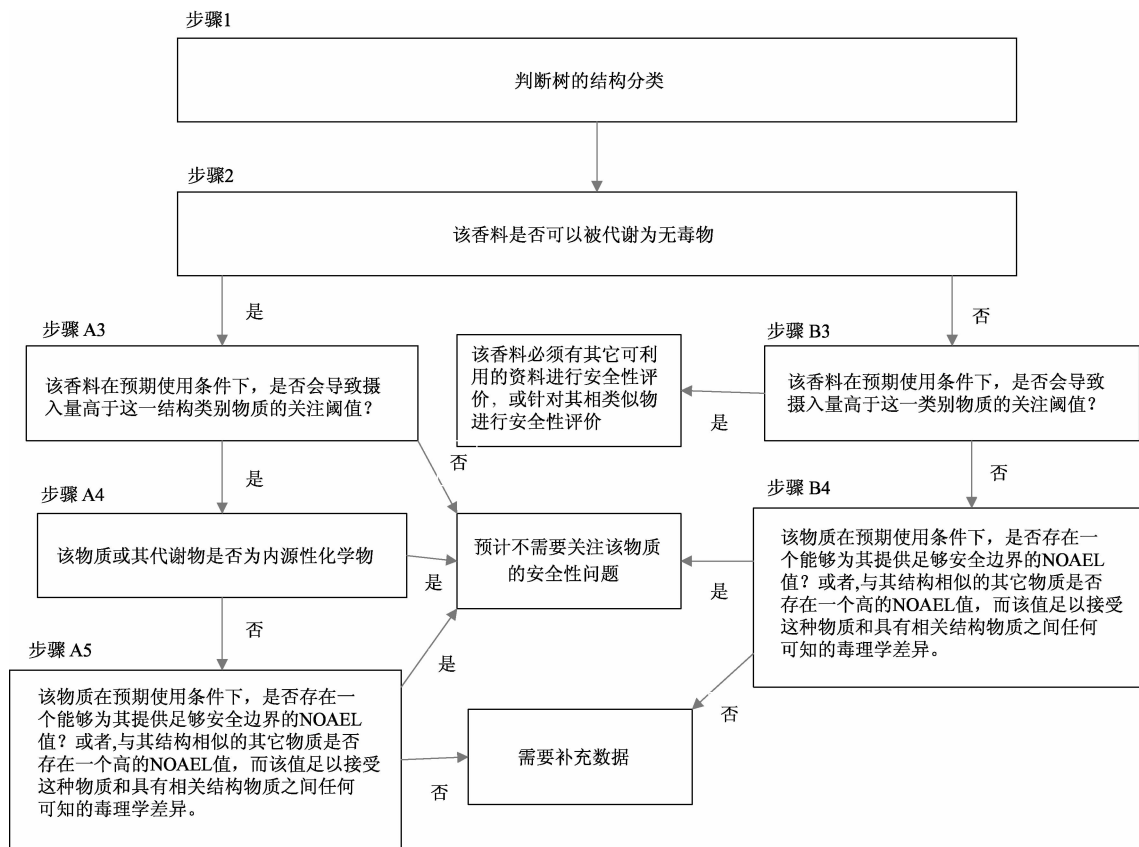 步骤1
判断树的结构分类
步骤2
该香料是否可以被代谢为无毒物
是
否
步骤 A3
该香料在预期使用条件下，是否会导致摄
入量高于这一结构类别物质的关注阈值？
该香料必须有其它可利
用的资料进行安全性评
价，或针对其相类似物
进行安全性评价
步骤 B3
该香料在预期使用条件下，是否会导致
摄入量高于这一类别物质的关注阈值？
是
是
否
否
步骤 A4
该物质或其代谢物是否为内源性化学物
是
预计不需要关注该物质
的安全性问题
是
步骤 B4
该物质在预期使用条件下，是否存在一
个能够为其提供足够安全边界的NOAEL
值？或者,与其结构相似的其它物质是否
存在一个高的NOAEL值，而该值足以接受
这种物质和具有相关结构物质之间任何
可知的毒理学差异。
否
步骤 A5
该物质在预期使用条件下，是否存在一
个能够为其提供足够安全边界的NOAEL
值？或者,与其结构相似的其它物质是否
存在一个高的NOAEL值，而该值足以接受
这种物质和具有相关结构物质之间任何
可知的毒理学差异。
是
否
需要补充数据
否